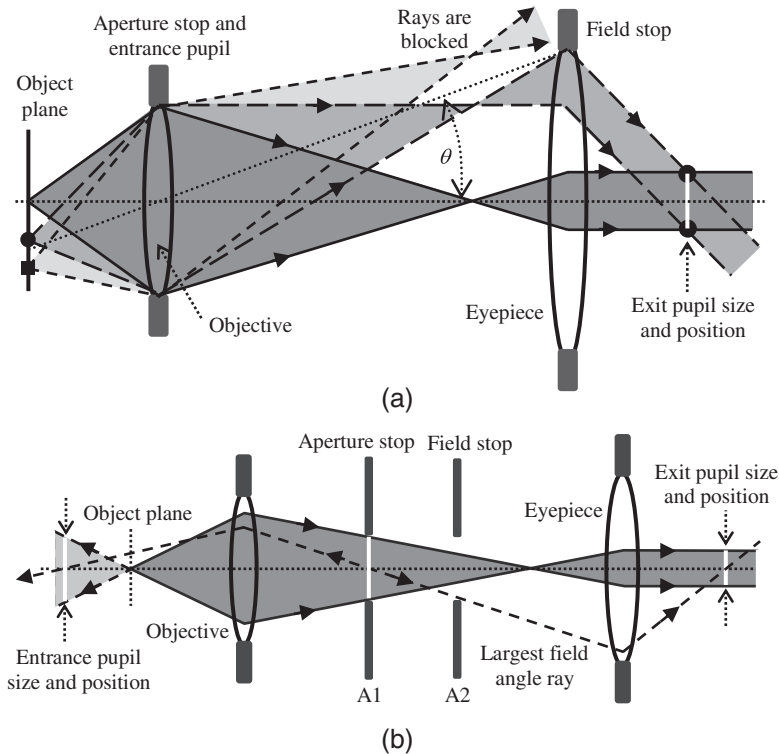 Aperture stop and
entrance pupil
Rays are
blocked
Field stop
Object
plane
θ
Objective
Eyepiece
Exit pupil size
and position
(a)
Aperture stop
Field stop
Exit pupil size
and position
Object plane
Eyepiece
Objective
Entrance pupil
size and position
Largest field
angle ray
A1
A2
(b)